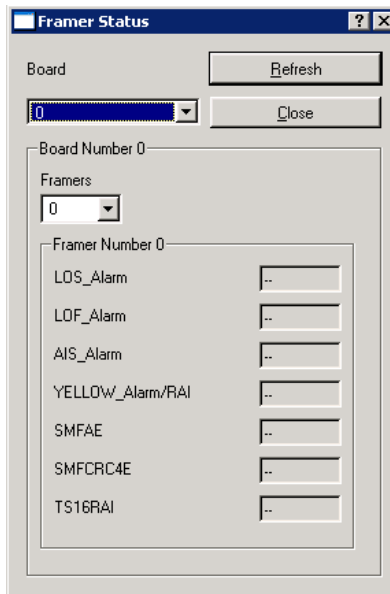 Framer Status
Board
Refresh
0
Close
Board Number 0
Framers
0
Framer Number 0
LOS_Alarm --
LOF_Alarm --
AIS_Alarm --
YELLOW_Alarm/RAI --
SMFAE --
SMFCRC4E --
TS16RAI --